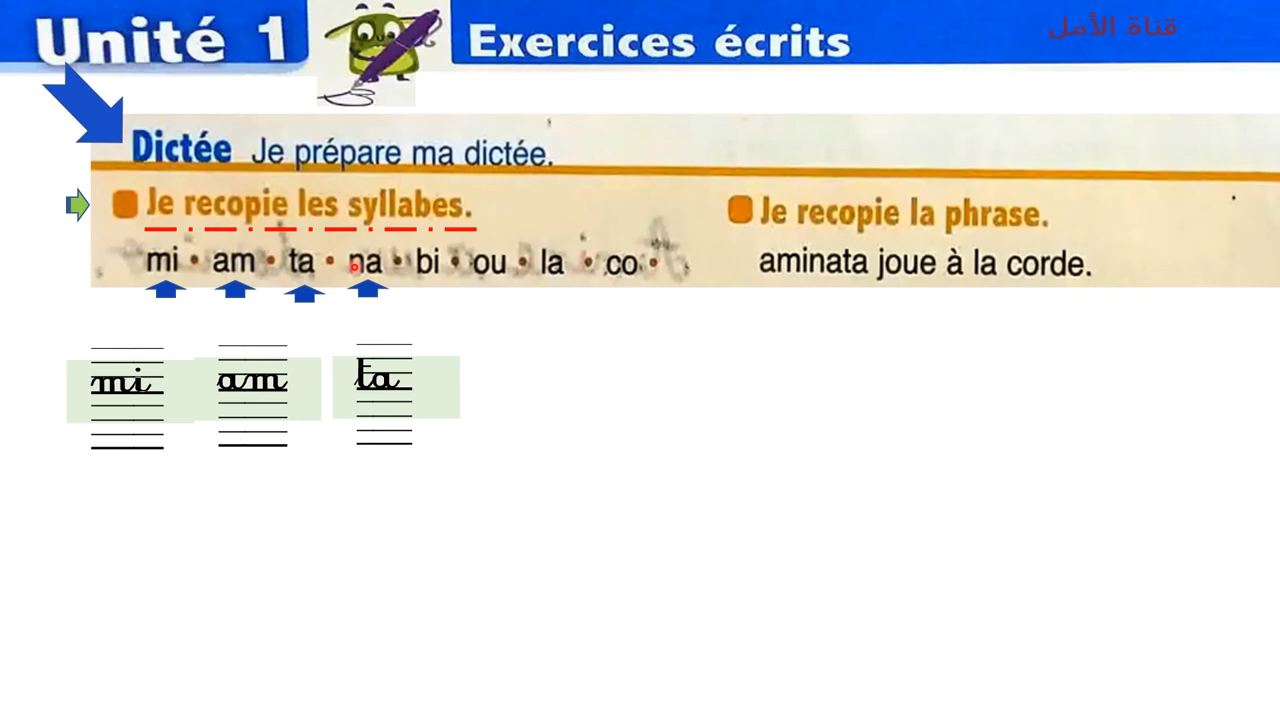 Unité 1 Exercices écrits قناة الأمل
Dictée Je prépare ma dictée.
Je recopie les syllabes.
mi • am • ta • na • bi • ou • la • co •
Je recopie la phrase.
aminata joue à la corde.
mi am ta